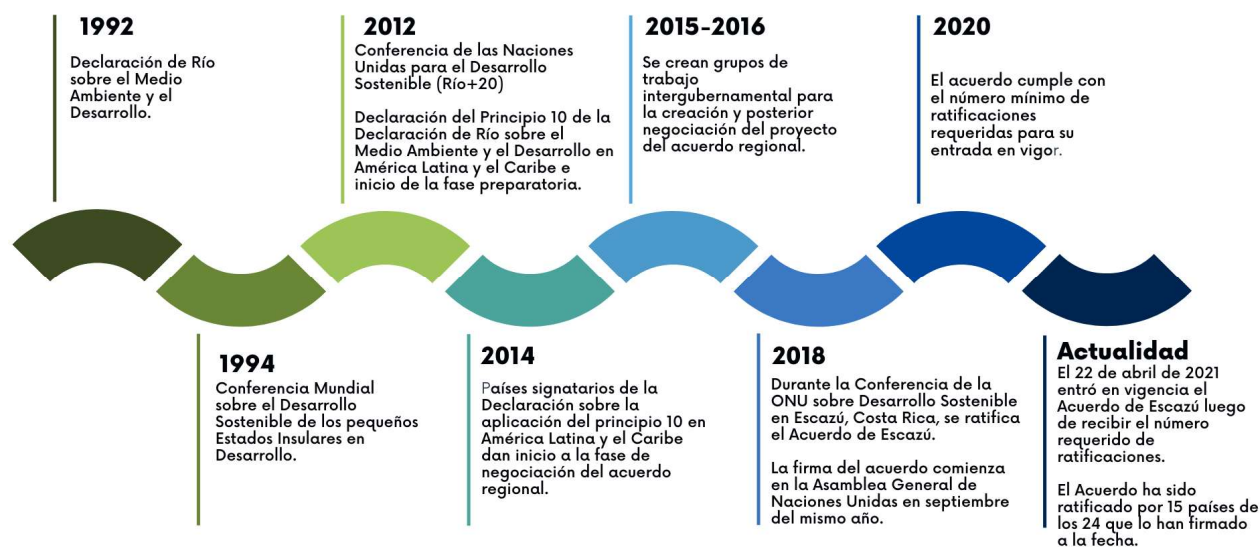 1992
Declaración de Río
sobre el Medio
Ambiente y el
Desarrollo.
1994
Conferencia Mundial
sobre el Desarrollo
Sostenible de los pequeños
Estados Insulares en
Desarrollo.
2012
Conferencia de las Naciones
Unidas para el Desarrollo
Sostenible (Río+20)
Declaración del Principio 10 de la
Declaración de Río sobre el
Medio Ambiente y el Desarrollo en
América Latina y el Caribe e
inicio de la fase preparatoria.
2014
Países signatarios de la
Declaración sobre la
aplicación del principio 10 en
América Latina y el Caribe
dan inicio a la fase de
negociación del acuerdo
regional.
2015-2016
Se crean grupos de
trabajo
intergubernamental para
la creación y posterior
negociación del proyecto
del acuerdo regional.
2018
Durante la Conferencia de la
ONU sobre Desarrollo Sostenible
en Escazú, Costa Rica, se ratifica
el Acuerdo de Escazú.
La firma del acuerdo comienza
en la Asamblea General de
Naciones Unidas en septiembre
del mismo año.
2020
El acuerdo cumple con
el número mínimo de
ratificaciones
requeridas para su
entrada en vigor.
Actualidad
El 22 de abril de 2021
entró en vigencia el
Acuerdo de Escazú luego
de recibir el número
requerido de
ratificaciones.
El Acuerdo ha sido
ratificado por 15 países de
los 24 que lo han firmado
a la fecha.